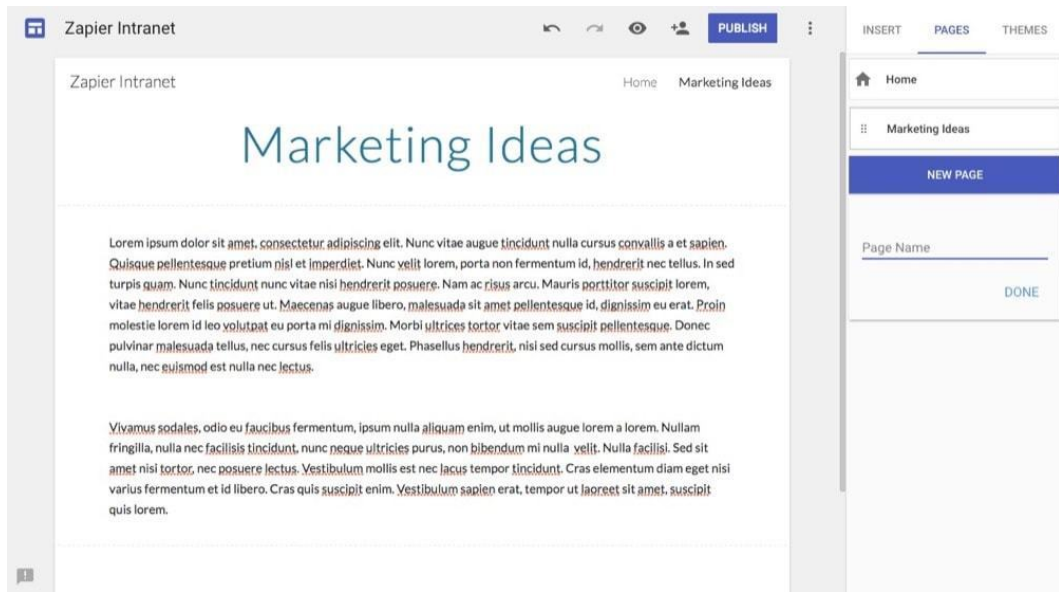 Zapier Intranet
PUBLISH
INSERT PAGES THEMES
Zapier Intranet
Home Marketing Ideas
Home
Marketing Ideas
NEW PAGE
Page Name
DONE
Marketing Ideas
Lorem ipsum dolor sit amet, consectetur adipiscing elit. Nunc vitae augue tincidunt nulla cursus convallis a et sapien.
Quisque pellentesque pretium nisl et imperdiet. Nunc velit lorem, porta non fermentum id, hendrerit nec tellus. In sed
turpis quam. Nunc tincidunt nunc vitae nisi hendrerit posuere. Nam ac risus arcu. Mauris porttitor suscipit lorem,
vitae hendrerit felis posuere ut. Maecenas augue libero, malesuada sit amet pellentesque id, dignissim eu erat. Proin
molestie lorem id leo volutpat eu porta mi dignissim. Morbi ultrices tortor vitae sem suscipit pellentesque. Donec
pulvinar malesuada tellus, nec cursus felis ultricies eget. Phasellus hendrerit, nisi sed cursus mollis, sem ante dictum
nulla, nec euismod est nulla nec lectus.
Vivamus sodales, odio eu faucibus fermentum, ipsum nulla aliquam enim, ut mollis augue lorem a lorem. Nullam
fringilla, nulla nec facilisis tincidunt, nunc neque ultricies purus, non bibendum mi nulla velit. Nulla facilisi. Sed sit
amet nisi tortor, nec posuere lectus. Vestibulum mollis est nec lacus tempor tincidunt. Cras elementum diam eget nisi
varius fermentum et id libero. Cras quis suscipit enim. Vestibulum sapien erat, tempor ut laoreet sit amet, suscipit
quis lorem.